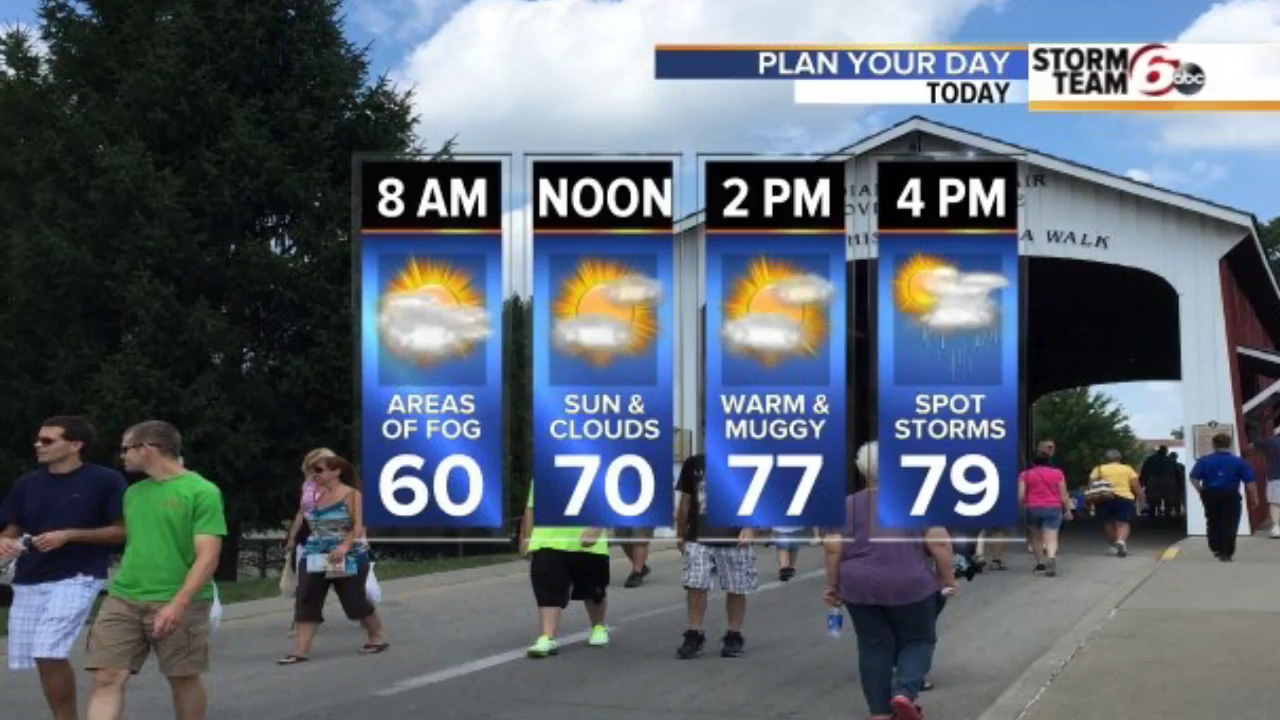 PLAN YOUR DAY
TODAY
STORM
TEAM 6 abc
8 AM
NOON
2 PM
4 PM
A WALK
AREAS
OF FOG
SUN &
CLOUDS
WARM &
MUGGY
SPOT
STORMS
60
70
77
79